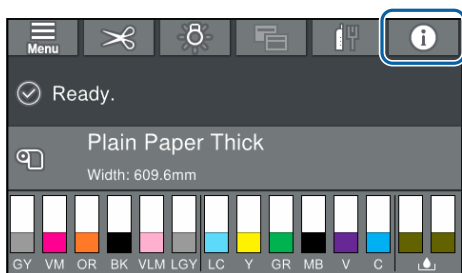 Menu
i
Ready.
Plain Paper Thick
Width: 609.6mm
GY VM OR BK VLM LGY LC Y GR MB V C